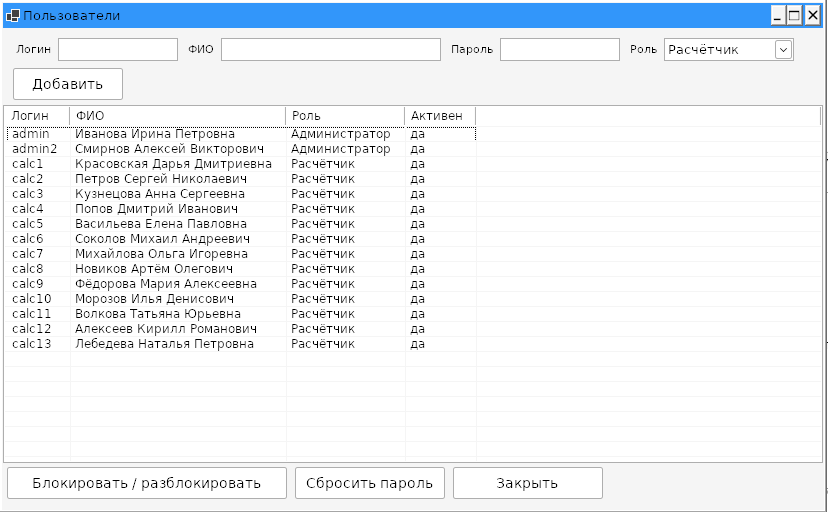 Пользователи
Логин ФИО Пароль Роль Расчётчик
Добавить
Логин ФИО Роль Активен
admin Иванова Ирина Петровна Администратор да
admin2 Смирнов Алексей Викторович Администратор да
calc1 Красовская Дарья Дмитриевна Расчётчик да
calc2 Петров Сергей Николаевич Расчётчик да
calc3 Кузнецова Анна Сергеевна Расчётчик да
calc4 Попов Дмитрий Иванович Расчётчик да
calc5 Васильева Елена Павловна Расчётчик да
calc6 Соколов Михаил Андреевич Расчётчик да
calc7 Михайлова Ольга Игоревна Расчётчик да
calc8 Новиков Артём Олегович Расчётчик да
calc9 Фёдорова Мария Алексеевна Расчётчик да
calc10 Морозов Илья Денисович Расчётчик да
calc11 Волкова Татьяна Юрьевна Расчётчик да
calc12 Алексеев Кирилл Романович Расчётчик да
calc13 Лебедева Наталья Петровна Расчётчик да
Блокировать / разблокировать Сбросить пароль Закрыть